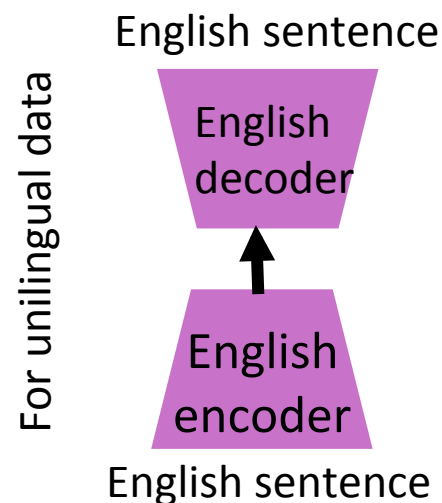 English sentence
For unilingual data
English
decoder
English
encoder
English sentence